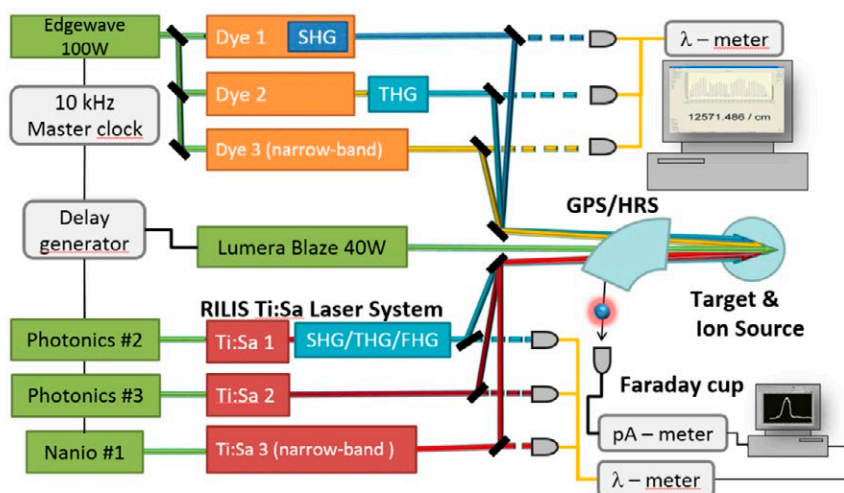 Edgewave
100W
Dye 1
SHG
λ – meter
Dye 2
THG
10 kHz
Master clock
12571.486 / cm
Dye 3 (narrow-band)
GPS/HRS
Delay
generator
Lumera Blaze 40W
Target &
Ion Source
RILIS Ti:Sa Laser System
Photonics #2
Ti:Sa 1
SHG/THG/FHG
Photonics #3
Ti:Sa 2
Faraday cup
pA – meter
Nanio #1
Ti:Sa 3 (narrow-band )
λ – meter